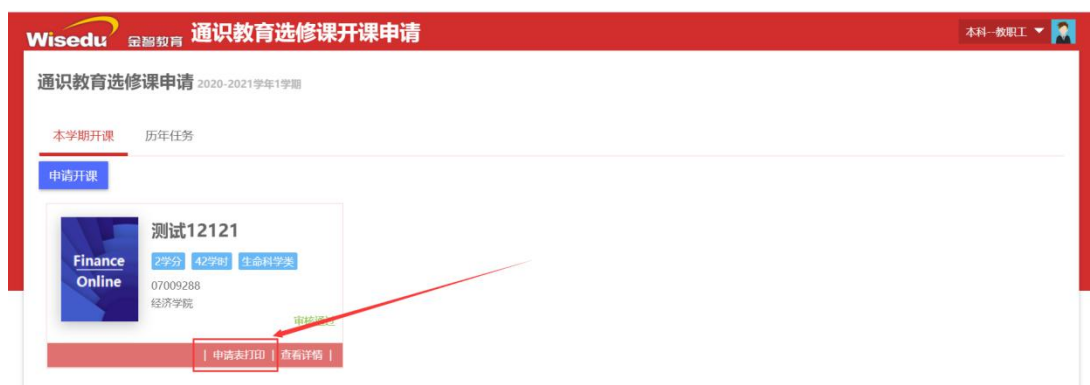 Wisedu 金智教育 通识教育选修课开课申请
本科--教职工
通识教育选修课申请 2020-2021学年1学期
本学期开课 历年任务
申请开课
Finance
Online
测试12121
2学分 42学时 生命科学类
07009288
经济学院
审核通过
| 申请表打印 | 查看详情 |